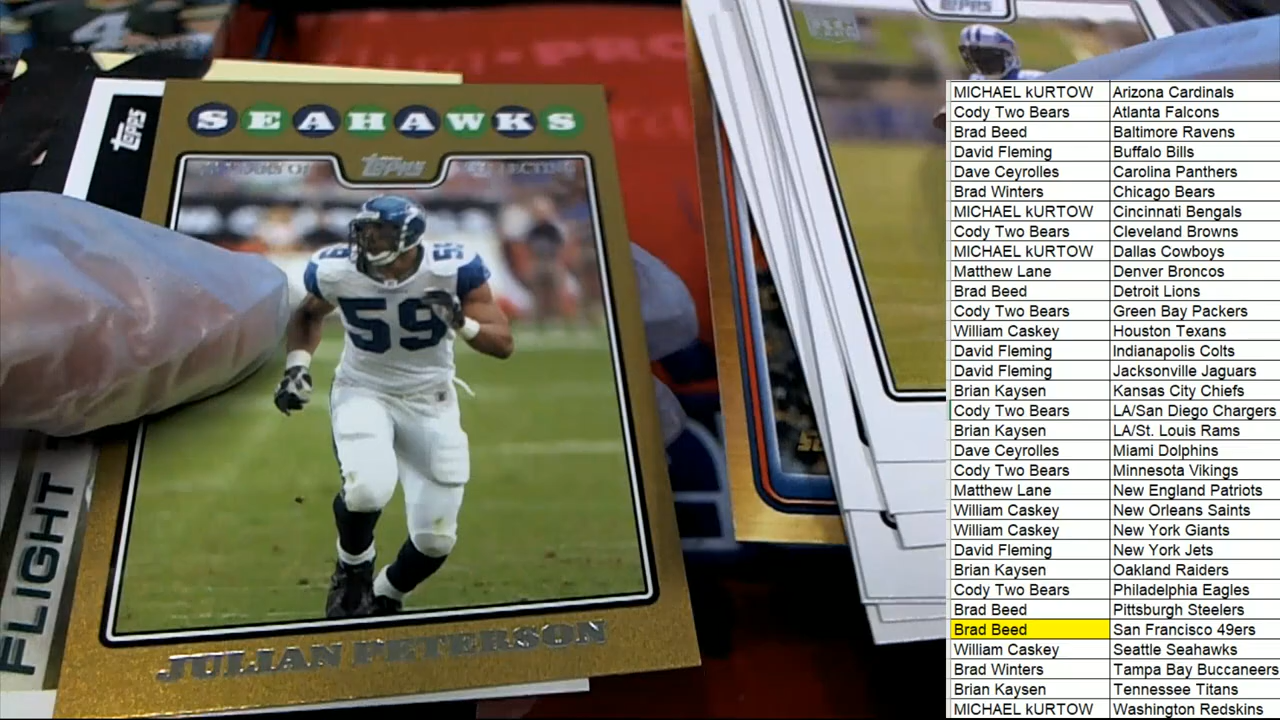 4
TOPPS
SEAHAWKS
TOPPS
59
59
JULIAN PETERSON
FLIGHT
TOPPS
MICHAEL kURTOW Arizona Cardinals
Cody Two Bears Atlanta Falcons
Brad Beed Baltimore Ravens
David Fleming Buffalo Bills
Dave Ceyrolles Carolina Panthers
Brad Winters Chicago Bears
MICHAEL kURTOW Cincinnati Bengals
Cody Two Bears Cleveland Browns
MICHAEL kURTOW Dallas Cowboys
Matthew Lane Denver Broncos
Brad Beed Detroit Lions
Cody Two Bears Green Bay Packers
William Caskey Houston Texans
David Fleming Indianapolis Colts
David Fleming Jacksonville Jaguars
Brian Kaysen Kansas City Chiefs
Cody Two Bears LA/San Diego Chargers
Brian Kaysen LA/St. Louis Rams
Dave Ceyrolles Miami Dolphins
Cody Two Bears Minnesota Vikings
Matthew Lane New England Patriots
William Caskey New Orleans Saints
William Caskey New York Giants
David Fleming New York Jets
Brian Kaysen Oakland Raiders
Cody Two Bears Philadelphia Eagles
Brad Beed Pittsburgh Steelers
Brad Beed San Francisco 49ers
William Caskey Seattle Seahawks
Brad Winters Tampa Bay Buccaneers
Brian Kaysen Tennessee Titans
MICHAEL kURTOW Washington Redskins